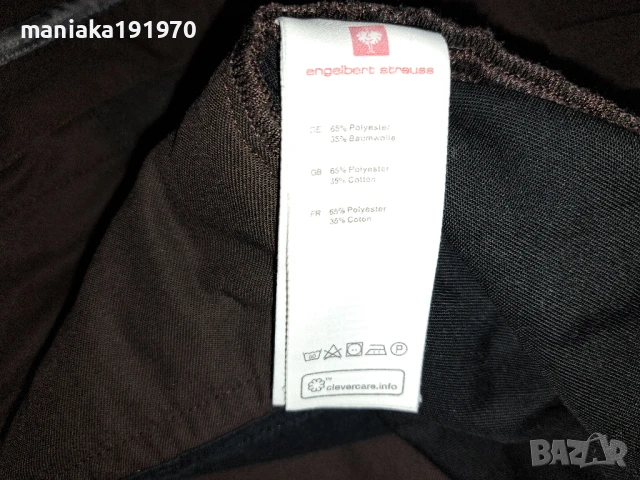 maniaka191970
engelbert strauss
DE 65% Polyester
35% Baumwolle
GB 65% Polyester
35% Cotton
FR 65% Polyester
35% Coton
P
clevercare.info
BAZAR